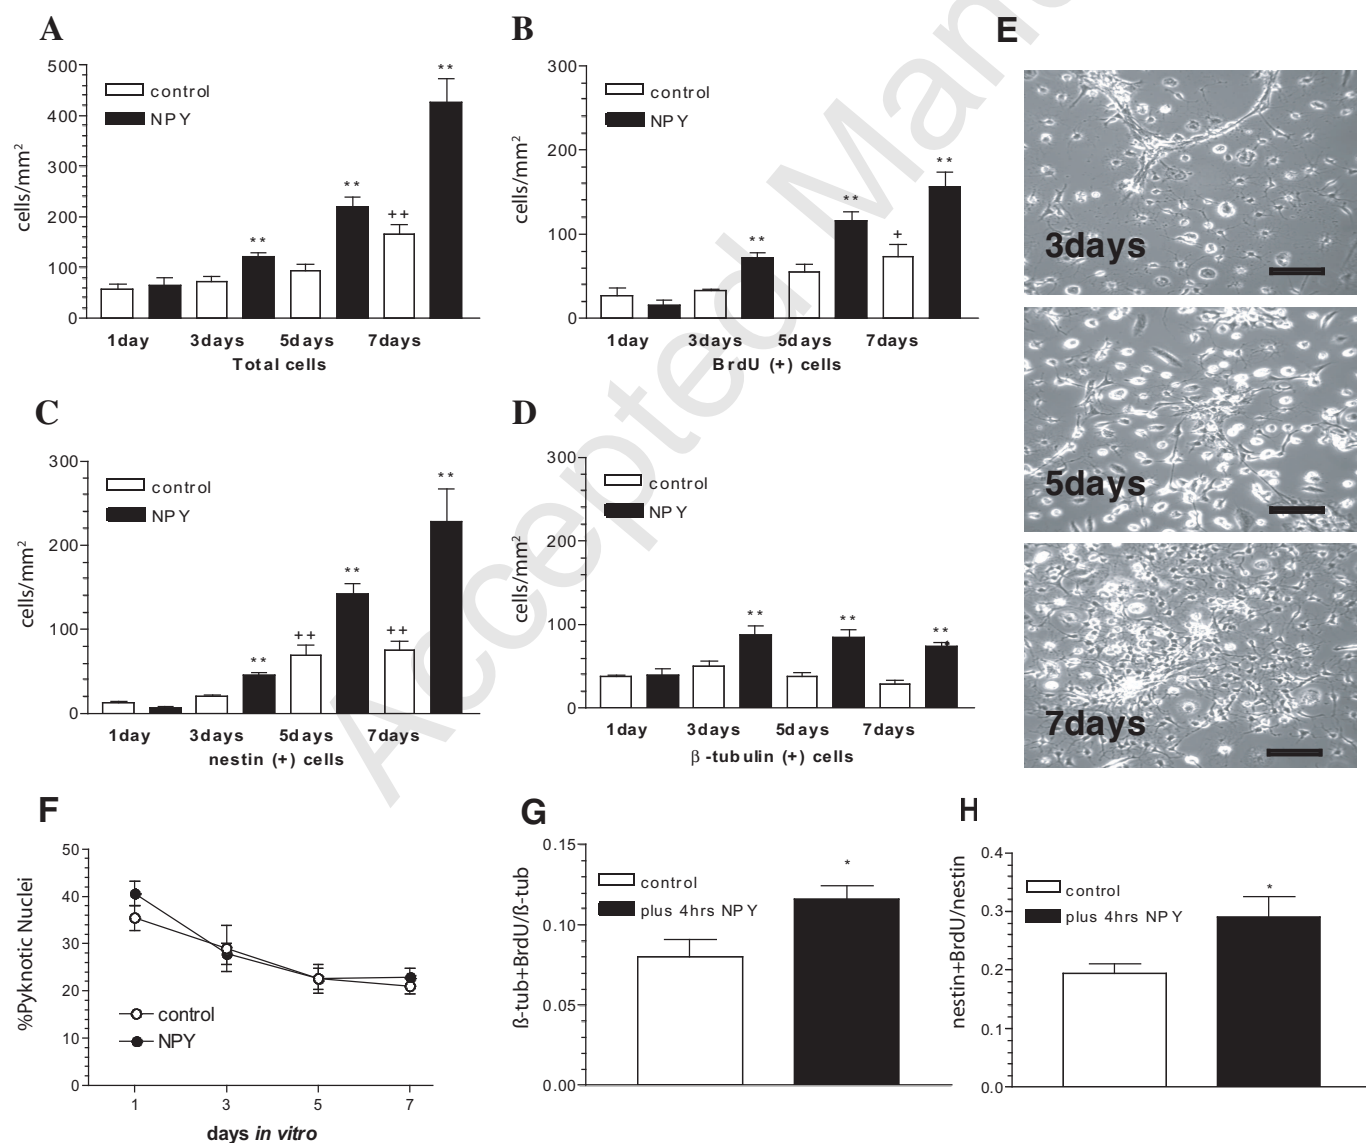 A
500
400
300
200
100
0
cells/mm2
control
NPY
**
**
++
**
1day 3days 5days 7days
Total cells
B
300
200
100
0
cells/mm2
control
NPY
**
**
+
**
1day 3days 5days 7days
BrdU (+) cells
C
300
200
100
0
cells/mm2
control
NPY
**
++
**
++
**
1day 3days 5days 7days
nestin (+) cells
D
300
200
100
0
cells/mm2
control
NPY
**
**
**
1day 3days 5days 7days
β -tubulin (+) cells
E
3days
5days
7days
F
50
40
30
20
10
0
%Pyknotic Nuclei
control
NPY
1 3 5 7
days in vitro
G
0.15
0.10
0.05
0.00
ß-tub+BrdU/ß-tub
control
plus 4hrs NPY
*
H
0.4
0.3
0.2
0.1
0.0
nestin+BrdU/nestin
control
plus 4hrs NPY
*
Accepted Manu